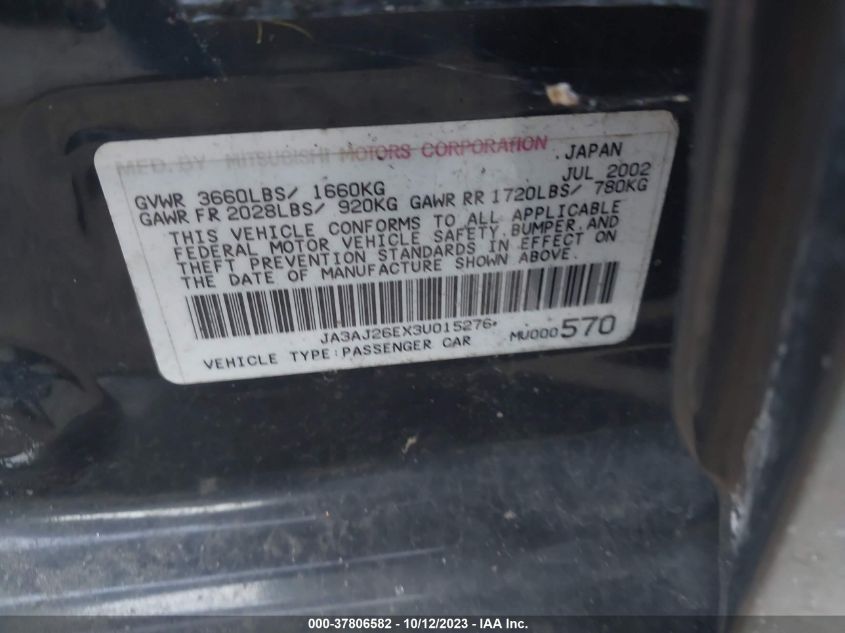 MFD.BY MITSUBISHI MOTORS CORPORATION JAPAN
JUL 2002
GVWR 3660LBS/ 1660KG
GAWR FR 2028LBS/ 920KG GAWR RR 1720LBS/ 780KG
THIS VEHICLE CONFORMS TO ALL APPLICABLE
FEDERAL MOTOR VEHICLE SAFETY,BUMPER,AND
THEFT PREVENTION STANDARDS IN EFFECT ON
THE DATE OF MANUFACTURE SHOWN ABOVE.
JA3AJ26EX3U015276
VEHICLE TYPE:PASSENGER CAR MU000570
000-37806582 - 10/12/2023 - IAA Inc.